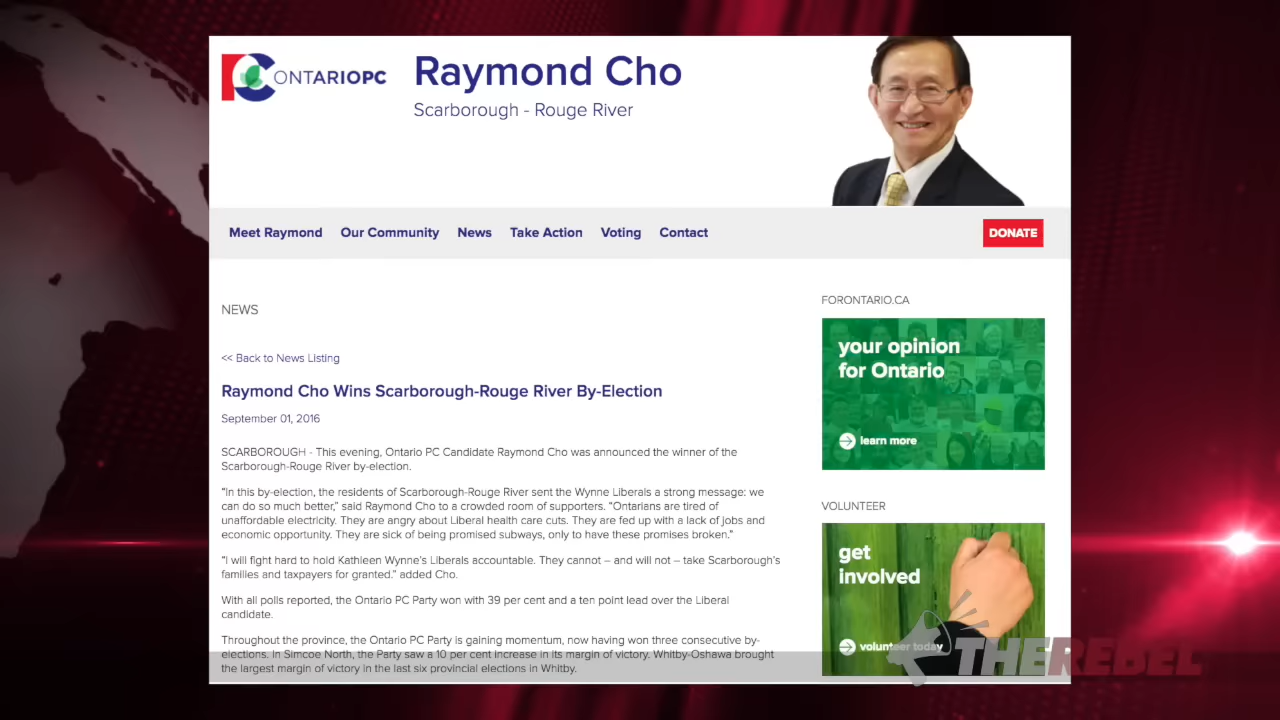 ONTARIOPC
Raymond Cho
Scarborough - Rouge River
Meet Raymond Our Community News Take Action Voting Contact DONATE
NEWS
<< Back to News Listing
Raymond Cho Wins Scarborough-Rouge River By-Election
September 01, 2016
SCARBOROUGH - This evening, Ontario PC Candidate Raymond Cho was announced the winner of the
Scarborough-Rouge River by-election.
“In this by-election, the residents of Scarborough-Rouge River sent the Wynne Liberals a strong message: we
can do so much better,” said Raymond Cho to a crowded room of supporters. “Ontarians are tired of
unaffordable electricity. They are angry about Liberal health care cuts. They are fed up with a lack of jobs and
economic opportunity. They are sick of being promised subways, only to have these promises broken.”
“I will fight hard to hold Kathleen Wynne’s Liberals accountable. They cannot – and will not – take Scarborough’s
families and taxpayers for granted.” added Cho.
With all polls reported, the Ontario PC Party won with 39 per cent and a ten point lead over the Liberal
candidate.
Throughout the province, the Ontario PC Party is gaining momentum, now having won three consecutive by-
elections. In Simcoe North, the Party saw a 10 per cent increase in its margin of victory. Whitby-Oshawa brought
the largest margin of victory in the last six provincial elections in Whitby.
FORONTARIO.CA
your opinion
for Ontario
learn more
VOLUNTEER
get
involved
volunteer today
THEREBEL